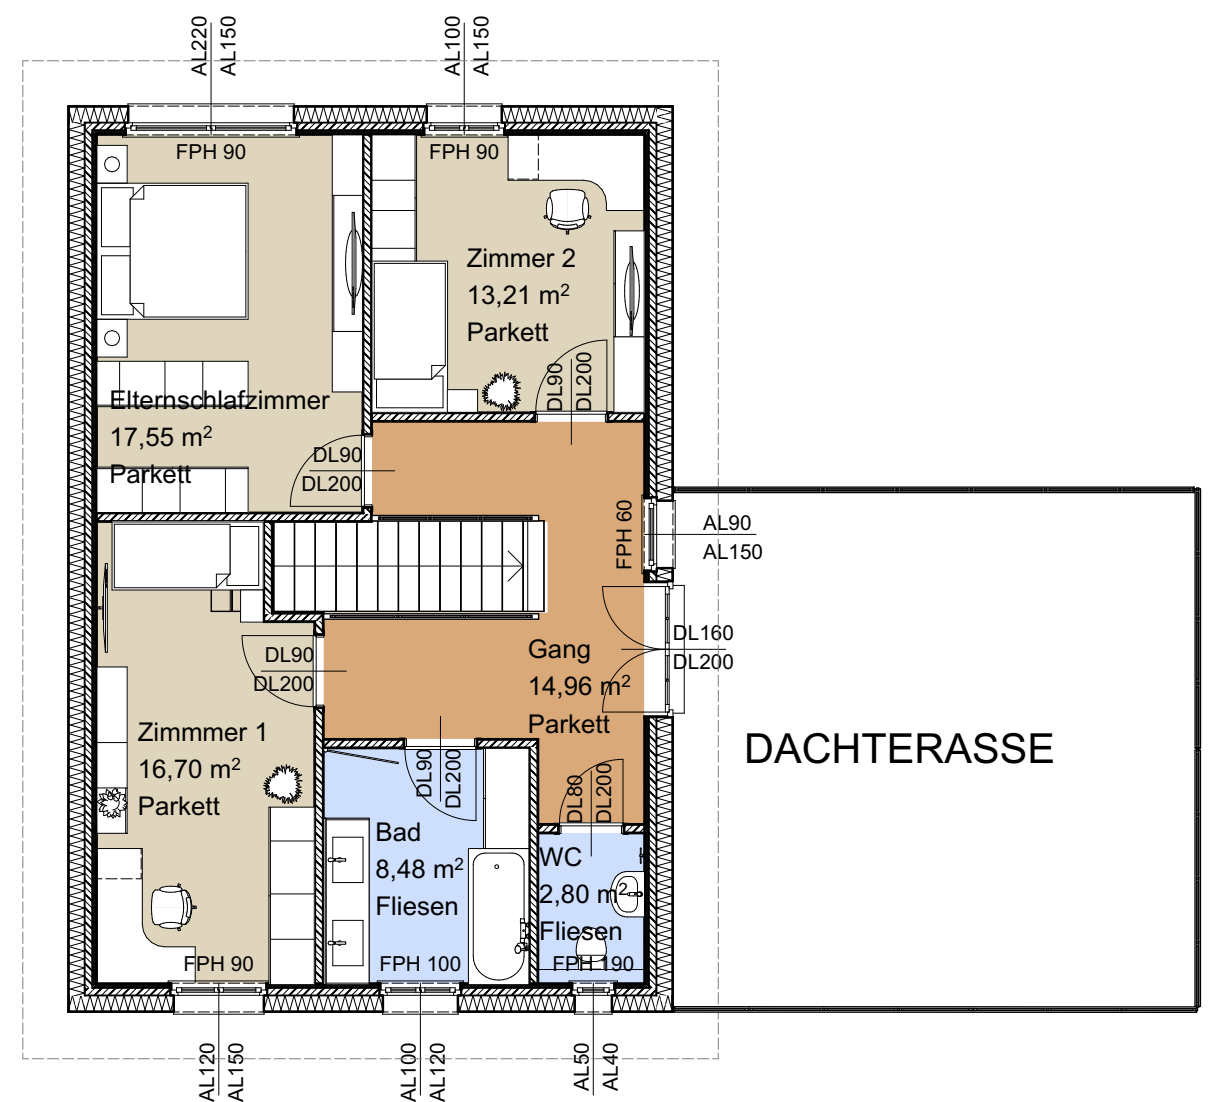 AL220
AL150
AL100
AL150
FPH 90
FPH 90
Zimmer 2
13,21 m²
Parkett
DL90
DL200
Elternschlafzimmer
17,55 m²
Parkett
DL90
DL200
FPH 60
AL90
AL150
DL90
DL200
Gang
14,96 m²
Parkett
DL160
DL200
Zimmmer 1
16,70 m²
Parkett
DL90
DL200
DL80
DL200
DACHTERASSE
Bad
8,48 m²
Fliesen
WC
2,80 m²
Fliesen
FPH 90
FPH 100
FPH 190
AL120
AL150
AL100
AL120
AL50
AL40